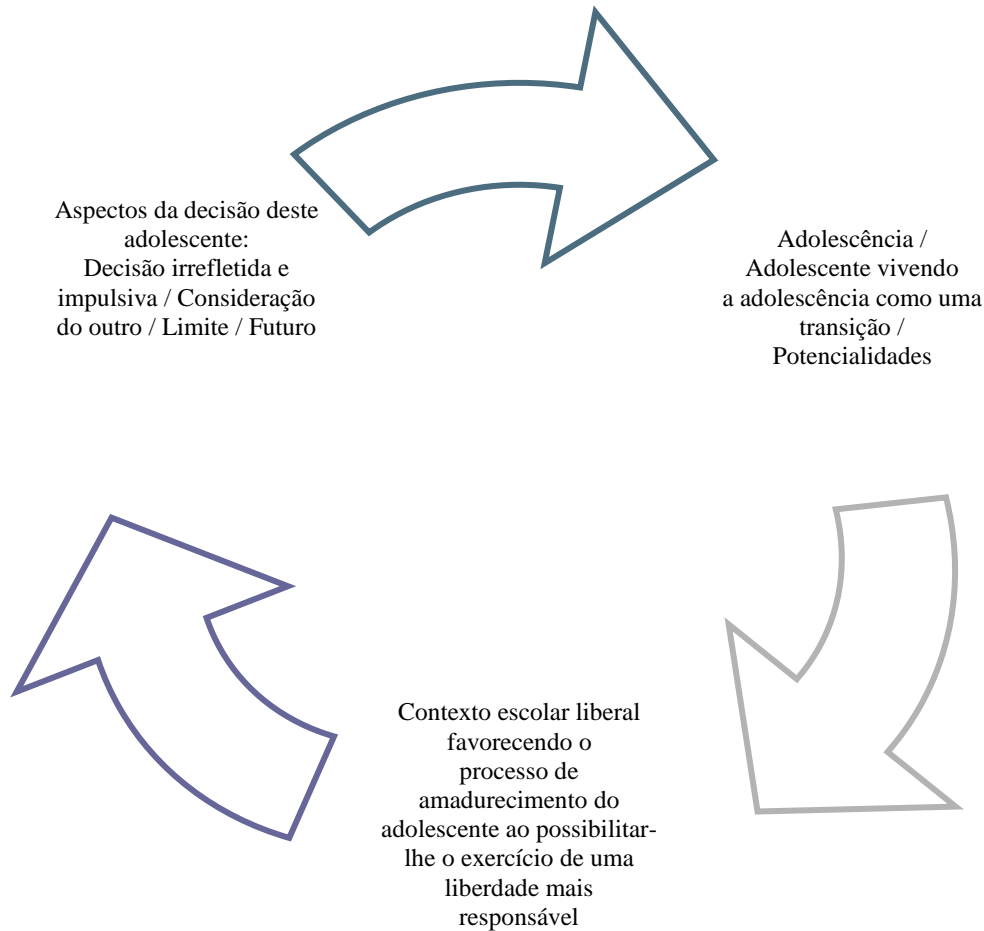 Aspectos da decisão deste
adolescente:
Decisão irrefletida e
impulsiva / Consideração
do outro / Limite / Futuro
Adolescência /
Adolescente vivendo
a adolescência como uma
transição /
Potencialidades
Contexto escolar liberal
favorecendo o
processo de
amadurecimento do
adolescente ao possibilitar-
lhe o exercício de uma
liberdade mais
responsável